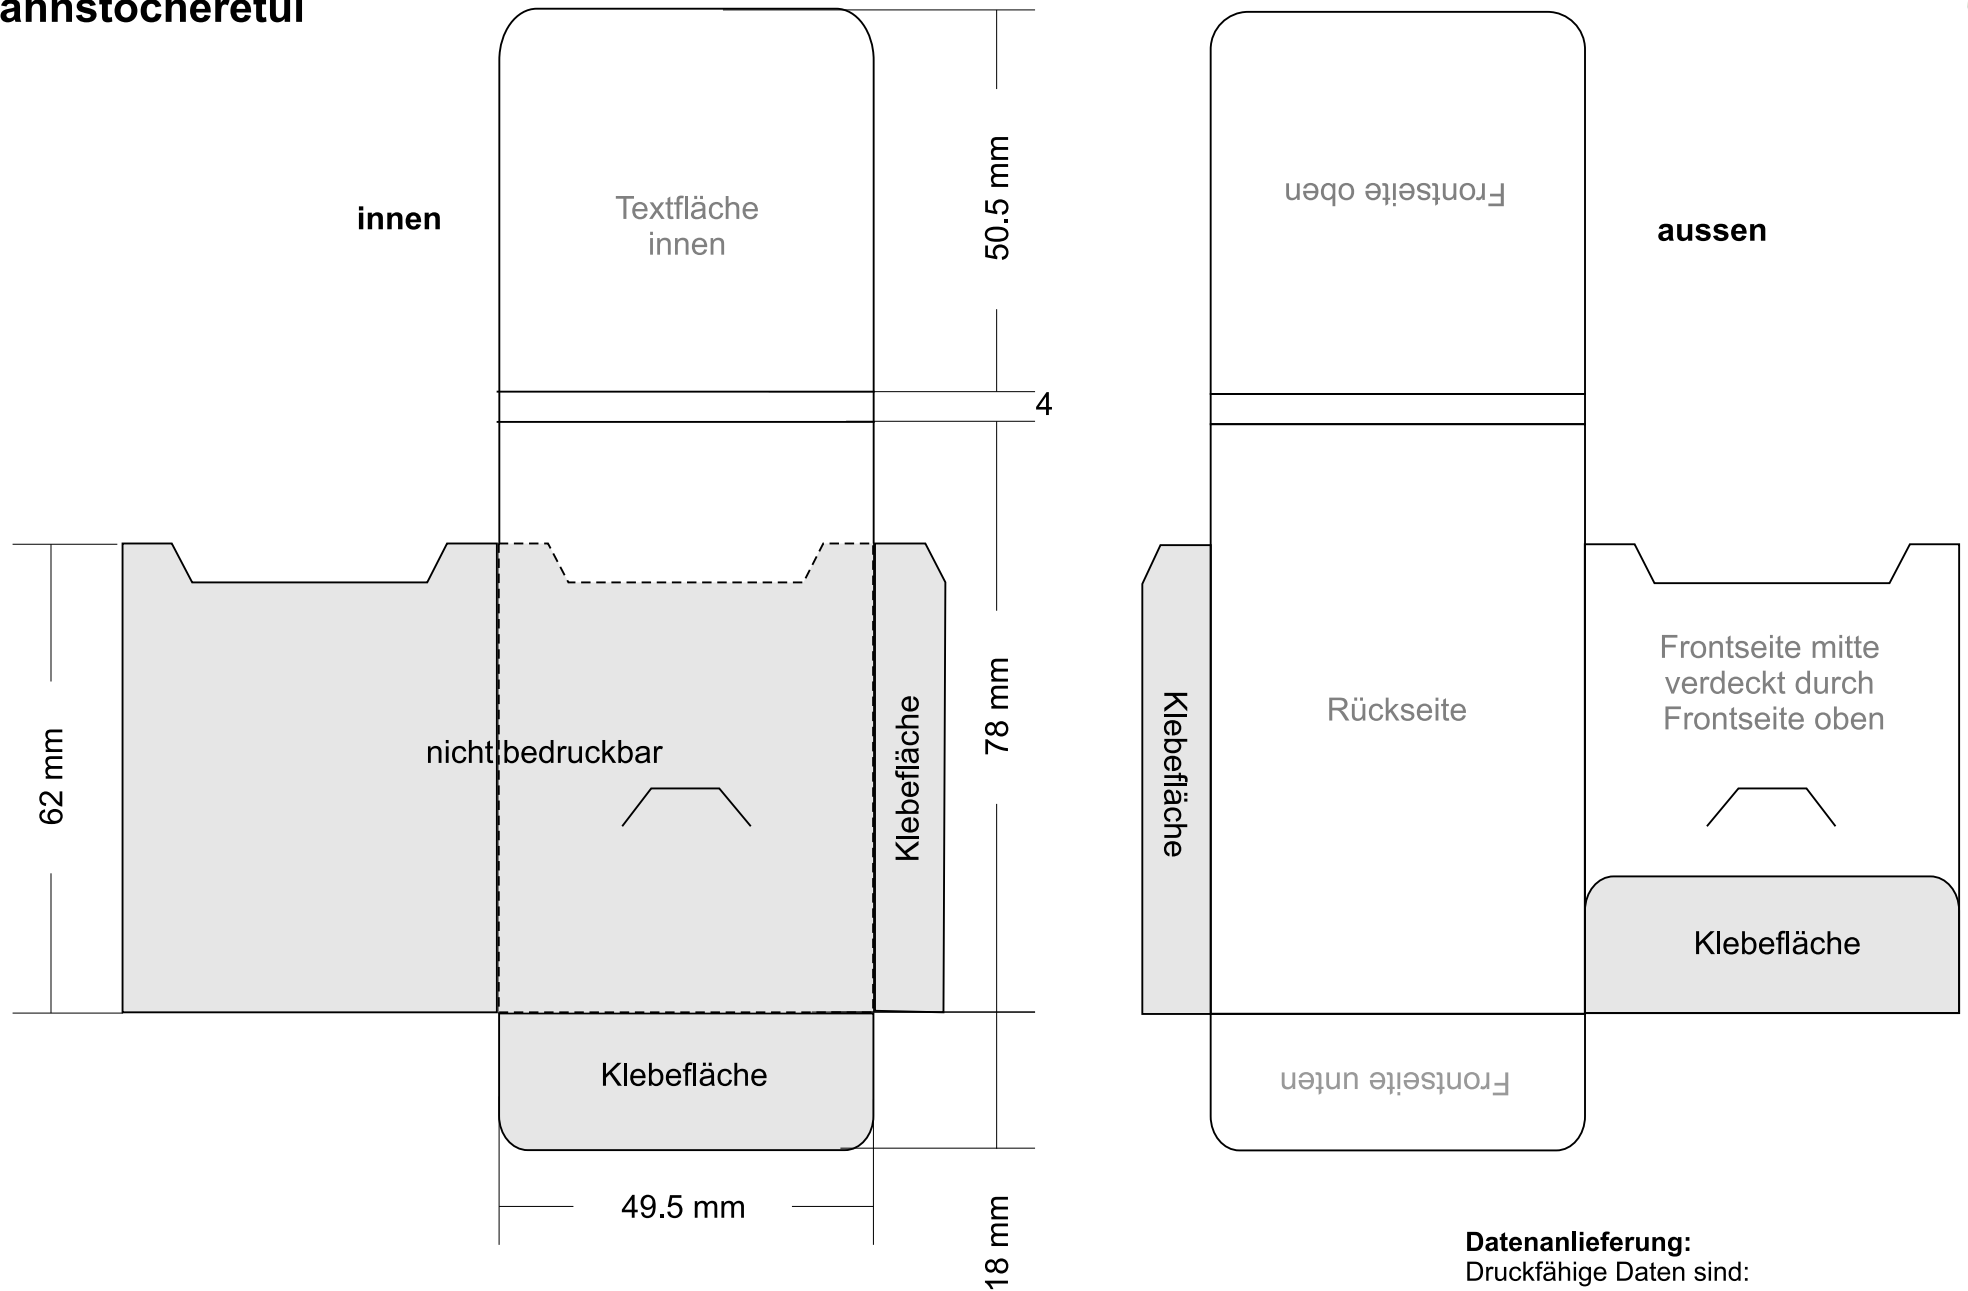 annstocheretui
innen
Textfläche
innen
50.5 mm
4
Frontseite oben
aussen
62 mm
nicht bedruckbar
Klebefläche
78 mm
Klebefläche
Rückseite
Frontseite mitte
verdeckt durch
Frontseite oben
Klebefläche
Klebefläche
Frontseite unten
49.5 mm
18 mm
Datenanlieferung:
Druckfähige Daten sind: